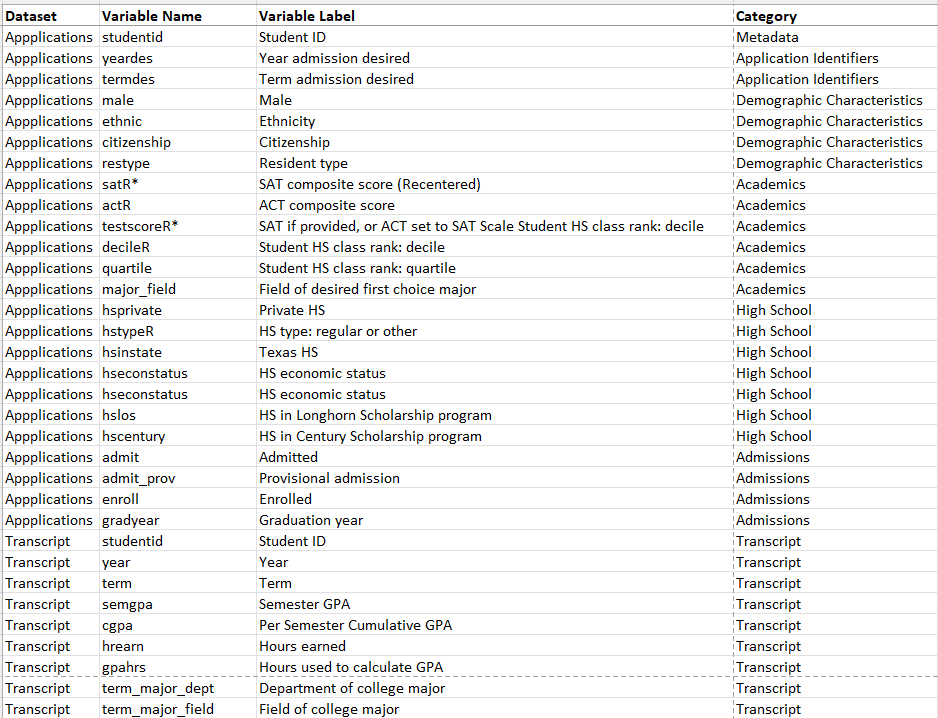 Dataset Variable Name Variable Label Category
Appplications studentid Student ID Metadata
Appplications yeardes Year admission desired Application Identifiers
Appplications termdes Term admission desired Application Identifiers
Appplications male Male Demographic Characteristics
Appplications ethnic Ethnicity Demographic Characteristics
Appplications citizenship Citizenship Demographic Characteristics
Appplications restype Resident type Demographic Characteristics
Appplications satR* SAT composite score (Recentered) Academics
Appplications actR ACT composite score Academics
Appplications testscoreR* SAT if provided, or ACT set to SAT Scale Student HS class rank: decile Academics
Appplications decileR Student HS class rank: decile Academics
Appplications quartile Student HS class rank: quartile Academics
Appplications major_field Field of desired first choice major Academics
Appplications hsprivate Private HS High School
Appplications hstypeR HS type: regular or other High School
Appplications hsinstate Texas HS High School
Appplications hseconstatus HS economic status High School
Appplications hseconstatus HS economic status High School
Appplications hslos HS in Longhorn Scholarship program High School
Appplications hscentury HS in Century Scholarship program High School
Appplications admit Admitted Admissions
Appplications admit_prov Provisional admission Admissions
Appplications enroll Enrolled Admissions
Appplications gradyear Graduation year Admissions
Transcript studentid Student ID Transcript
Transcript year Year Transcript
Transcript term Term Transcript
Transcript semgpa Semester GPA Transcript
Transcript cgpa Per Semester Cumulative GPA Transcript
Transcript hrearn Hours earned Transcript
Transcript gpahrs Hours used to calculate GPA Transcript
Transcript term_major_dept Department of college major Transcript
Transcript term_major_field Field of college major Transcript